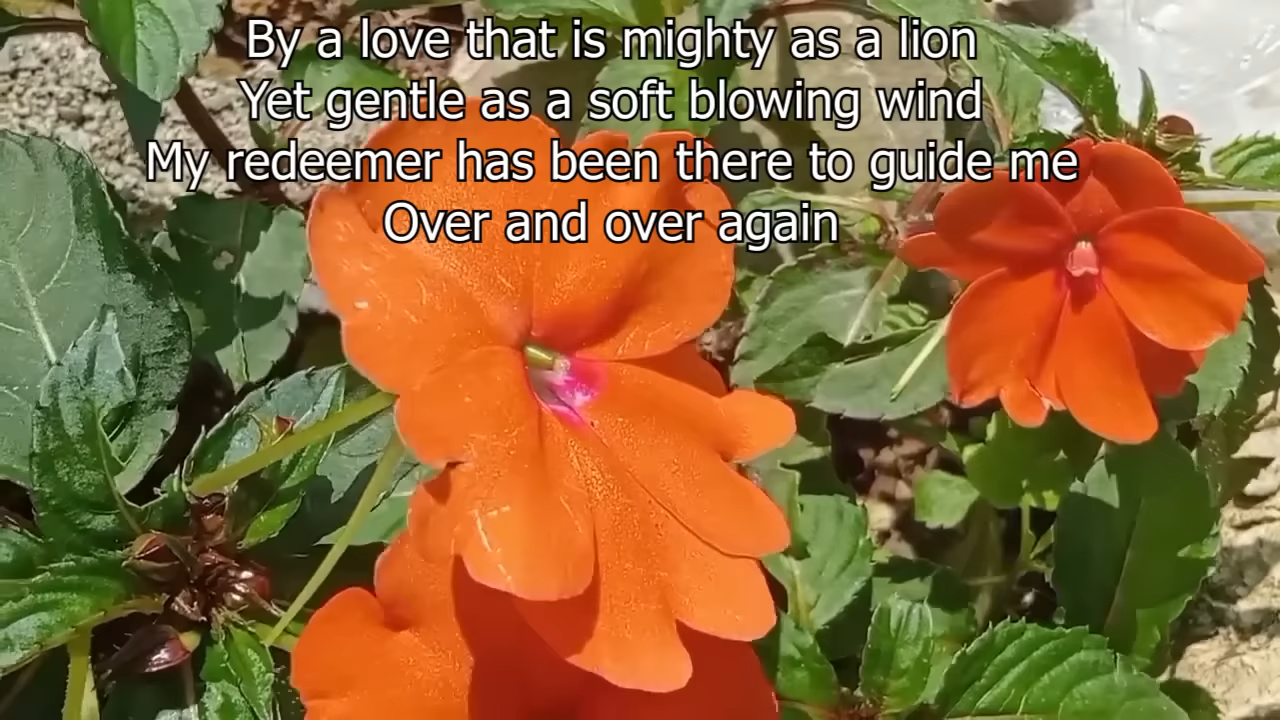 By a love that is mighty as a lion
Yet gentle as a soft blowing wind
My redeemer has been there to guide me
Over and over again